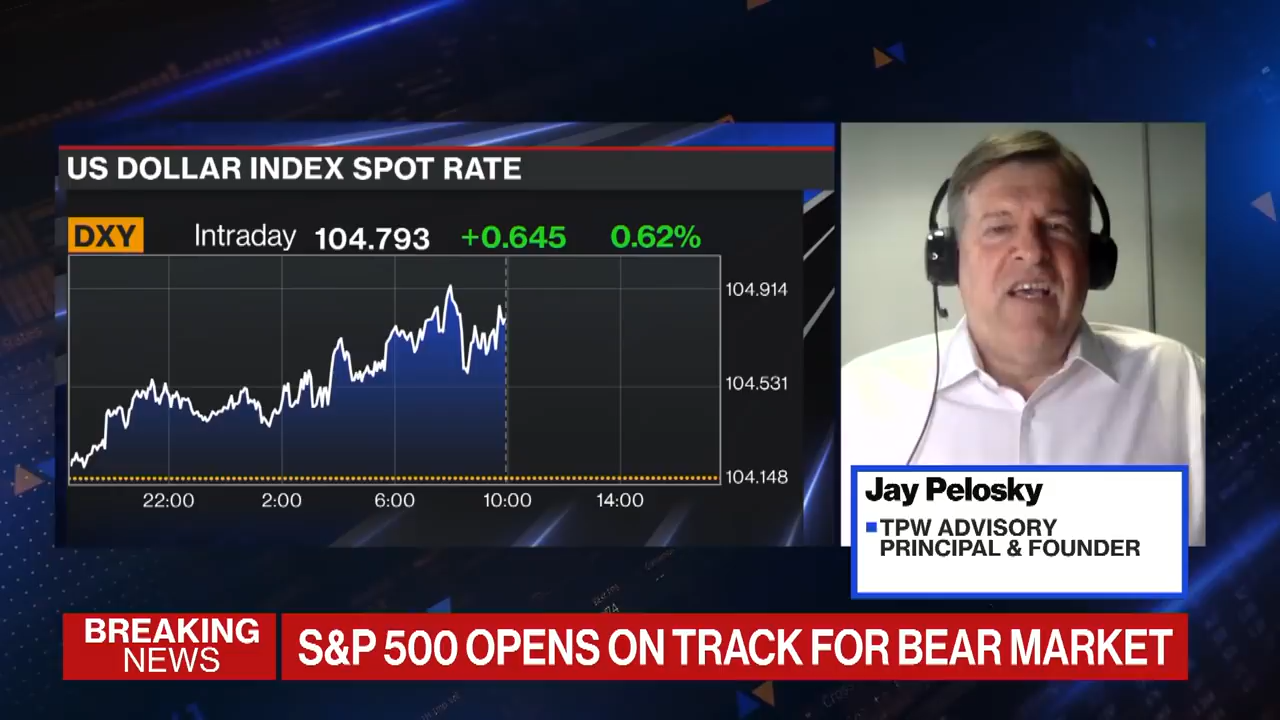 US DOLLAR INDEX SPOT RATE
DXY Intraday 104.793 +0.645 0.62%
104.914
104.531
104.148
22:00 2:00 6:00 10:00 14:00
Jay Pelosky
TPW ADVISORY
PRINCIPAL & FOUNDER
BREAKING
NEWS
S&P 500 OPENS ON TRACK FOR BEAR MARKET